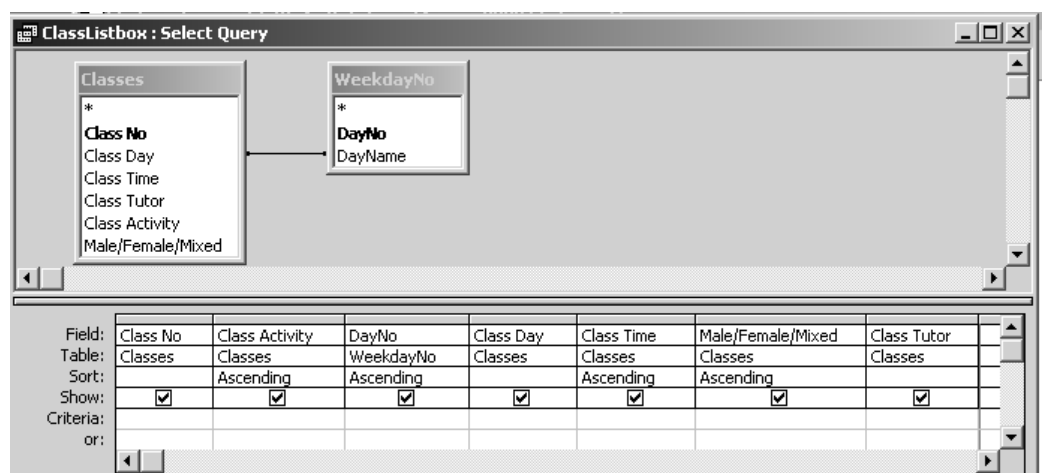 ClassListbox : Select Query
Classes
*
Class No
Class Day
Class Time
Class Tutor
Class Activity
Male/Female/Mixed
WeekdayNo
*
DayNo
DayName
Field: Class No Class Activity DayNo Class Day Class Time Male/Female/Mixed Class Tutor
Table: Classes Classes WeekdayNo Classes Classes Classes Classes
Sort: Ascending Ascending Ascending Ascending
Show:
Criteria:
or: